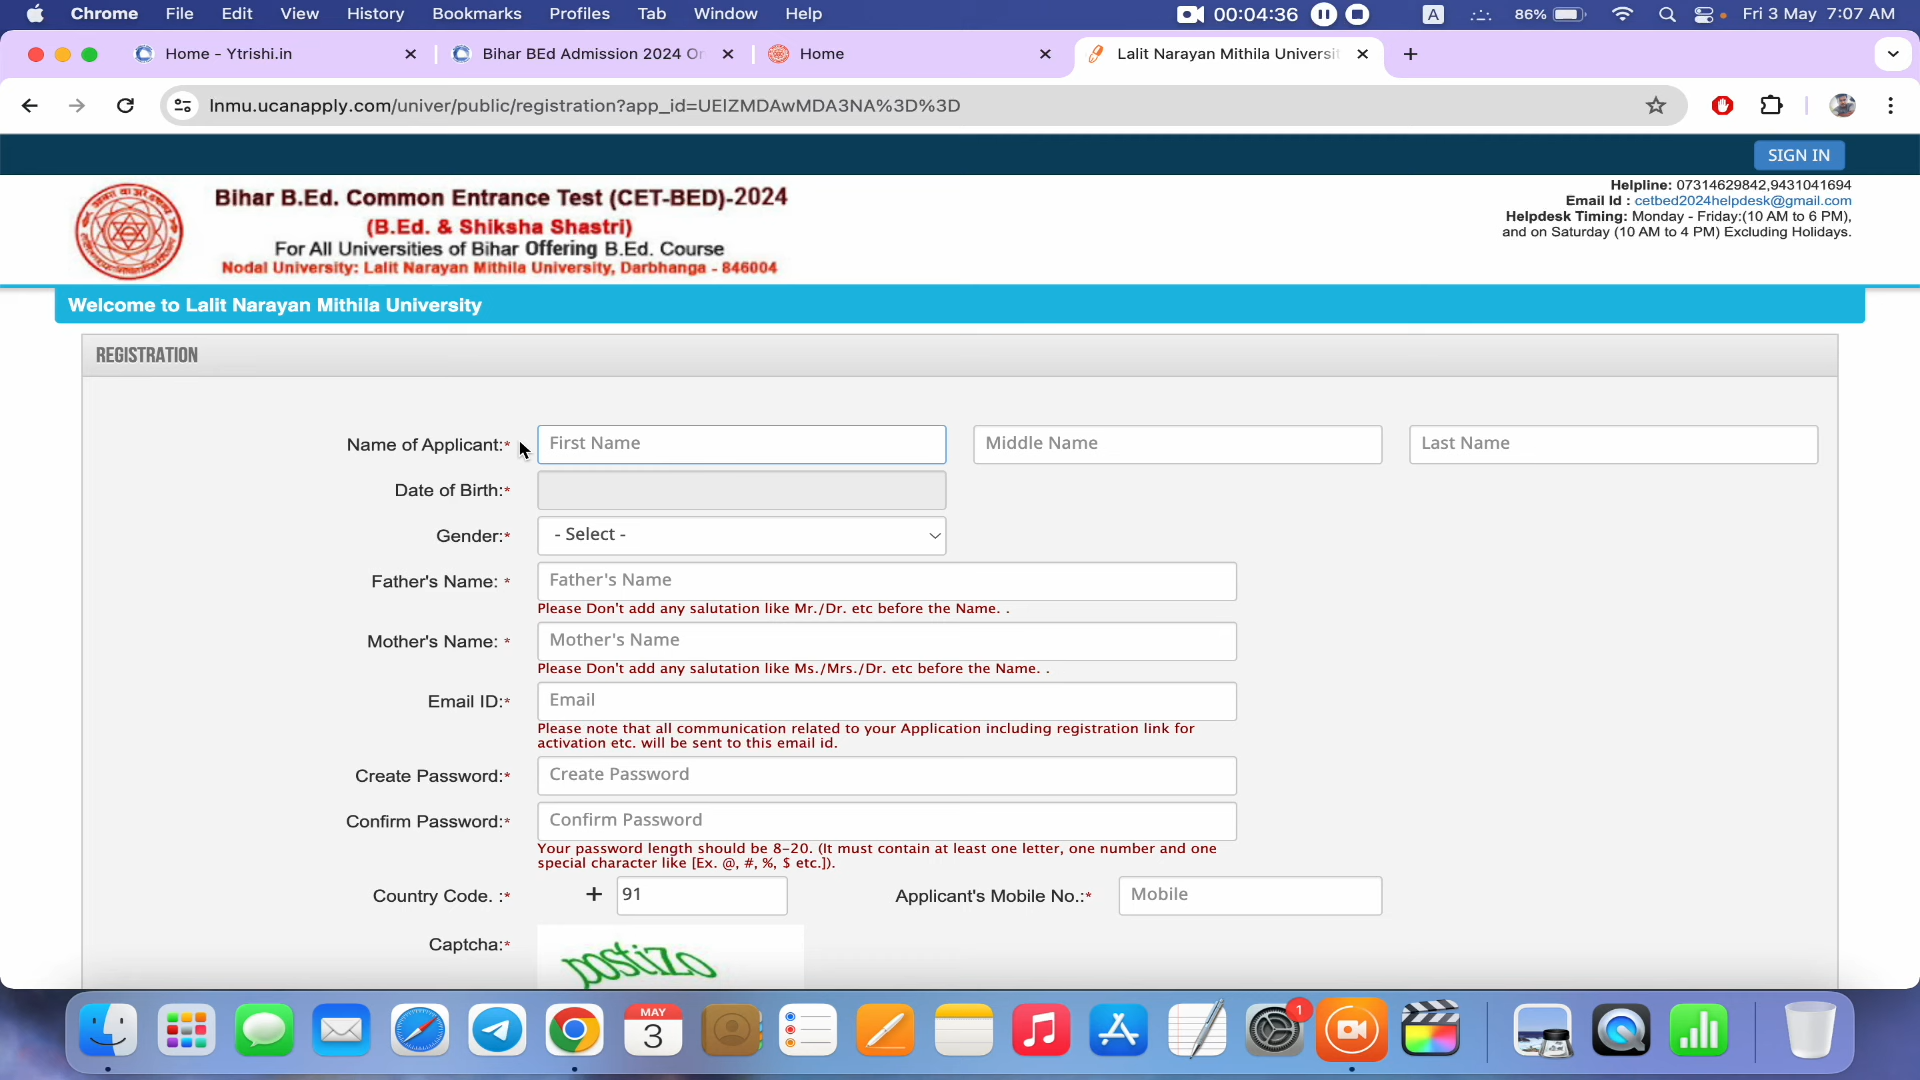 Chrome File Edit View History Bookmarks Profiles Tab Window Help 00:04:36 A 86% Fri 3 May 7:07 AM
Home - Ytrishi.in Bihar BEd Admission 2024 Or Home Lalit Narayan Mithila Universit
lnmu.ucanapply.com/univer/public/registration?app_id=UElZMDAwMDA3NA%3D%3D
SIGN IN
Bihar B.Ed. Common Entrance Test (CET-BED)-2024
(B.Ed. & Shiksha Shastri)
For All Universities of Bihar Offering B.Ed. Course
Nodal University: Lalit Narayan Mithila University, Darbhanga - 846004
Helpline: 07314629842,9431041694
Email Id : cetbed2024helpdesk@gmail.com
Helpdesk Timing: Monday - Friday:(10 AM to 6 PM),
and on Saturday (10 AM to 4 PM) Excluding Holidays.
Welcome to Lalit Narayan Mithila University
REGISTRATION
Name of Applicant:* First Name Middle Name Last Name
Date of Birth:*
Gender:* - Select -
Father's Name: * Father's Name
Please Don't add any salutation like Mr./Dr. etc before the Name. .
Mother's Name: * Mother's Name
Please Don't add any salutation like Ms./Mrs./Dr. etc before the Name. .
Email ID:* Email
Please note that all communication related to your Application including registration link for
activation etc. will be sent to this email id.
Create Password:* Create Password
Confirm Password:* Confirm Password
Your password length should be 8-20. (It must contain at least one letter, one number and one
special character like [Ex. @, #, %, $ etc.]).
Country Code. :* + 91 Applicant's Mobile No.:* Mobile
Captcha:* postizo
MAY
3
1